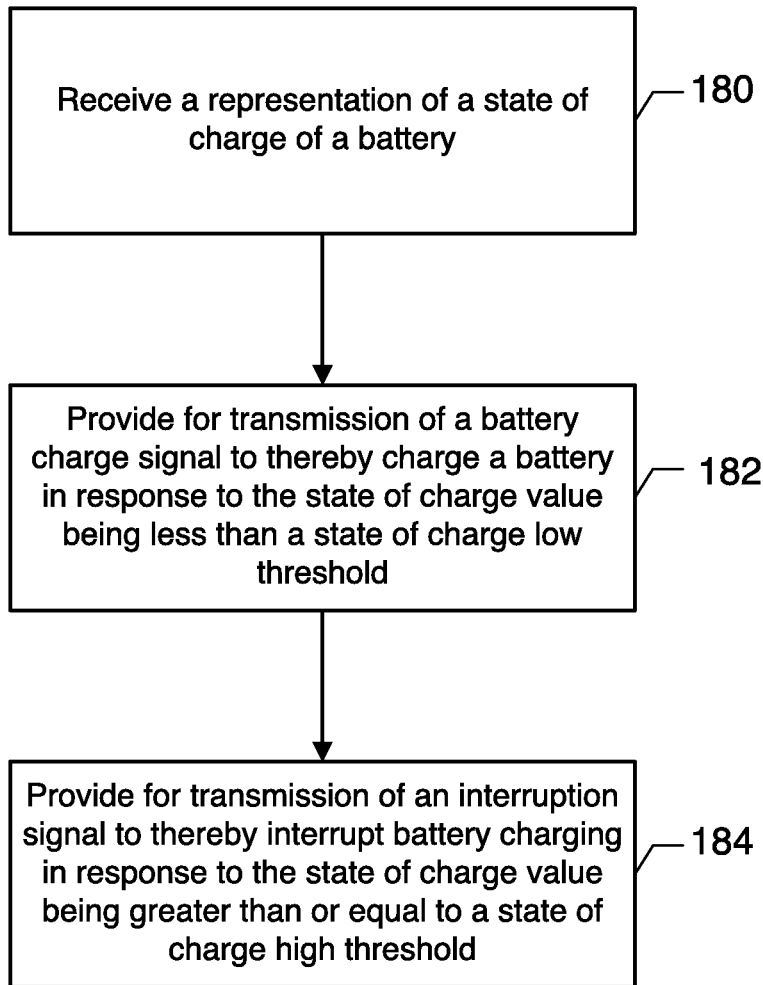 Receive a representation of a state of
charge of a battery
180
Provide for transmission of a battery
charge signal to thereby charge a battery
in response to the state of charge value
being less than a state of charge low
threshold
182
Provide for transmission of an interruption
signal to thereby interrupt battery charging
in response to the state of charge value
being greater than or equal to a state of
charge high threshold
184